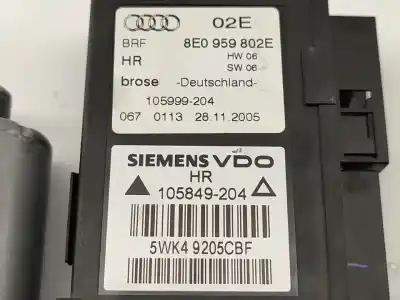 02E
BRF 8E0 959 802E
HR HW 06
SW 06
brose -Deutschland-
105999-204
067 0113 28.11.2005
SIEMENS VDO
HR
105849-204
5WK4 9205CBF